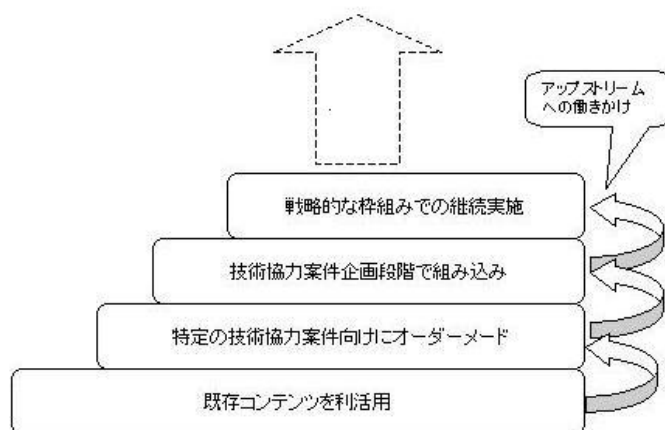 アップストリーム
への働きかけ
戦略的な枠組みでの継続実施
技術協力案件企画段階で組み込み
特定の技術協力案件向けにオーダーメード
既存コンテンツを利活用